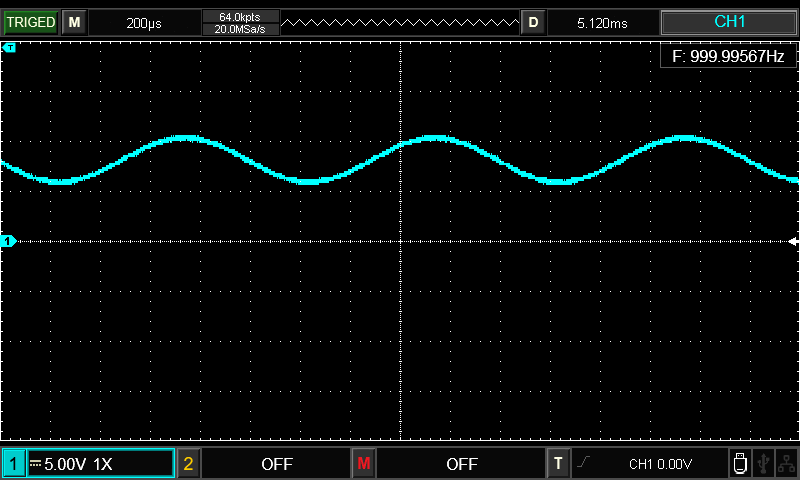 TRIGED M 200µs 64.0kpts D 5.120ms CH1
20.0MSa/s
T
F: 999.99567Hz
1
1 5.00V 1X 2 OFF M OFF T CH1 0.00V